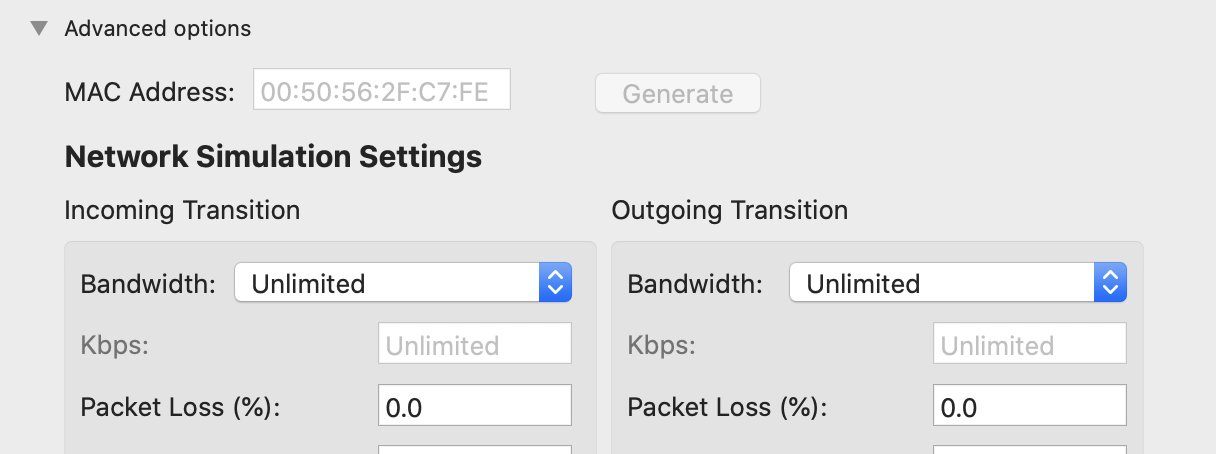 Advanced options
MAC Address: 00:50:56:2F:C7:FE Generate
Network Simulation Settings
Incoming Transition Outgoing Transition
Bandwidth: Unlimited Bandwidth: Unlimited
Kbps: Unlimited Kbps: Unlimited
Packet Loss (%): 0.0 Packet Loss (%): 0.0